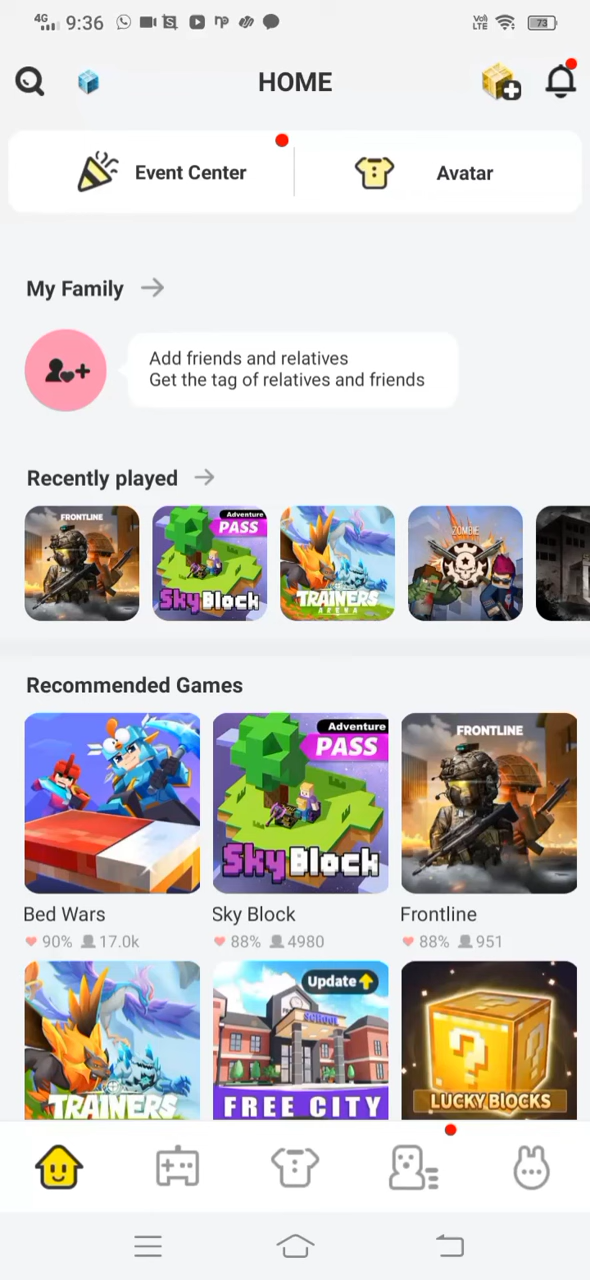 4G 9:36
Vo))
LTE
73
HOME
Event Center
Avatar
My Family
Add friends and relatives
Get the tag of relatives and friends
Recently played
FRONTLINE
Adventure
PASS
SkyBlock
TRAINERS
ARENA
ZOMBIE
Recommended Games
Adventure
PASS
SkyBlock
FRONTLINE
Bed Wars
Sky Block
Frontline
90% 17.0k
88% 4980
88% 951
TRAINERS
Update
SCHOOL
FREE CITY
LUCKY BLOCKS